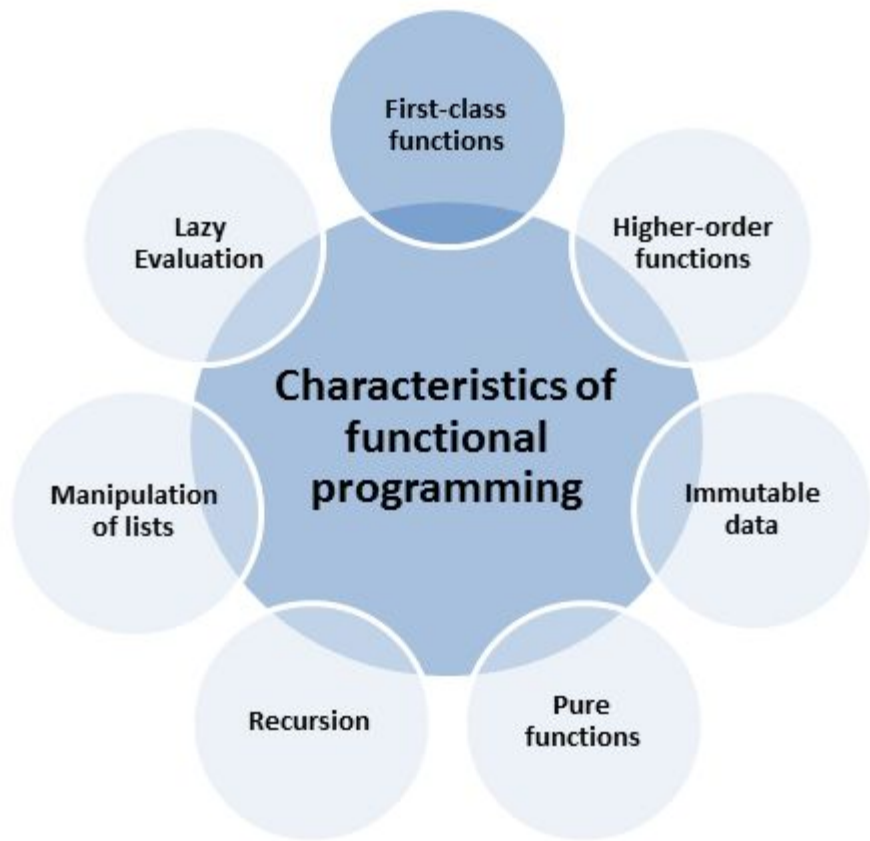 First-class
functions
Higher-order
functions
Immutable
data
Pure
functions
Recursion
Manipulation
of lists
Lazy
Evaluation
Characteristics of
functional
programming